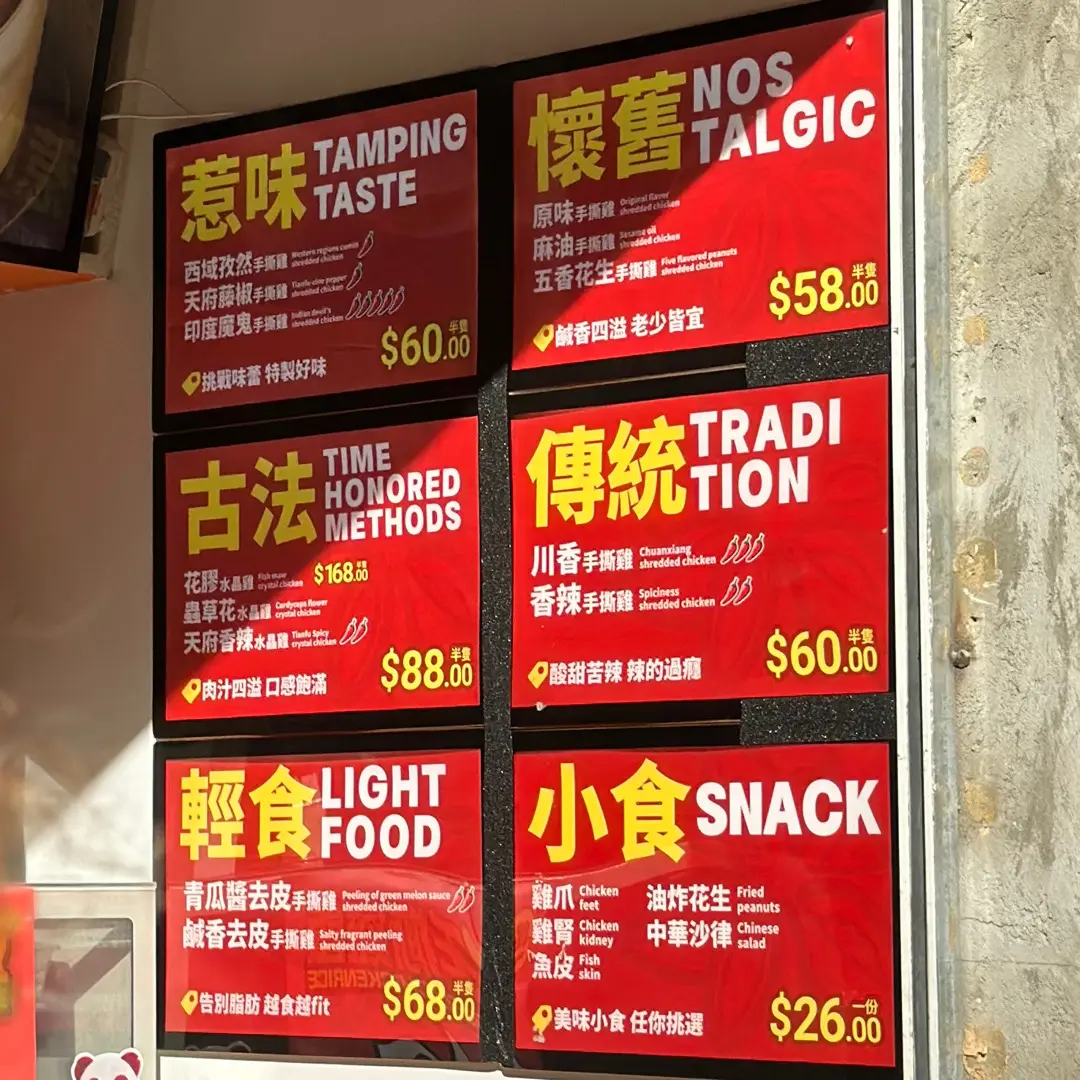 惹味 TAMPING
TASTE
西域孜然手撕雞 Western regions cumin
shredded chicken
天府藤椒手撕雞 Tianfu vine pepper
shredded chicken
印度魔鬼手撕雞 Indian devil's
shredded chicken
$60.00 半隻
挑戰味蕾 特製好味
懷舊 NOS
TALGIC
原味手撕雞 Original flavor
shredded chicken
麻油手撕雞 Sesame oil
shredded chicken
五香花生手撕雞 Five flavored peanuts
shredded chicken
$58.00 半隻
鹹香四溢 老少皆宜
古法 TIME
HONORED
METHODS
花膠水晶雞 Fish maw
crystal chicken $168.00 半隻
蟲草花水晶雞 Cordyceps flower
crystal chicken
天府香辣水晶雞 Tianfu Spicy
crystal chicken
$88.00 半隻
肉汁四溢 口感飽滿
傳統 TRADI
TION
川香手撕雞 Chuanxiang
shredded chicken
香辣手撕雞 Spiciness
shredded chicken
$60.00 半隻
酸甜苦辣 辣的過癮
輕食 LIGHT
FOOD
青瓜醬去皮手撕雞 Peeling of green melon sauce
shredded chicken
鹹香去皮手撕雞 Salty fragrant peeling
shredded chicken
$68.00 半隻
告別脂肪 越食越fit
小食 SNACK
雞爪 Chicken
feet
油炸花生 Fried
peanuts
雞腎 Chicken
kidney
中華沙律 Chinese
salad
魚皮 Fish
skin
$26.00 一份
美味小食 任你挑選